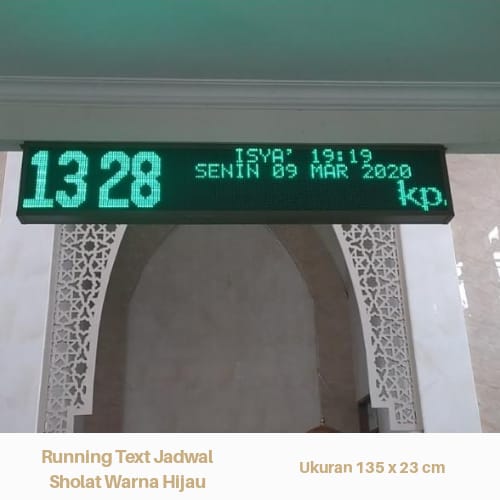 13 28
ISYA' 19:19
SENIN 09 MAR 2020
kp.
Running Text Jadwal
Sholat Warna Hijau
Ukuran 135 x 23 cm